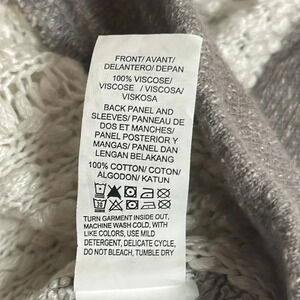 FRONT/ AVANT/
DELANTERO/ DEPAN
100% VISCOSE/
VISCOSE / VISCOSA/
VISKOSA
BACK PANEL AND
SLEEVES/ PANNEAU DE
DOS ET MANCHES/
PANEL POSTERIOR Y
MANGAS/ PANEL DAN
LENGAN BELAKANG
100% COTTON/ COTON/
ALGODON/ KATUN
TURN GARMENT INSIDE OUT,
MACHINE WASH COLD, WITH
LIKE COLORS, USE MILD
DETERGENT, DELICATE CYCLE,
DO NOT BLEACH, TUMBLE DRY